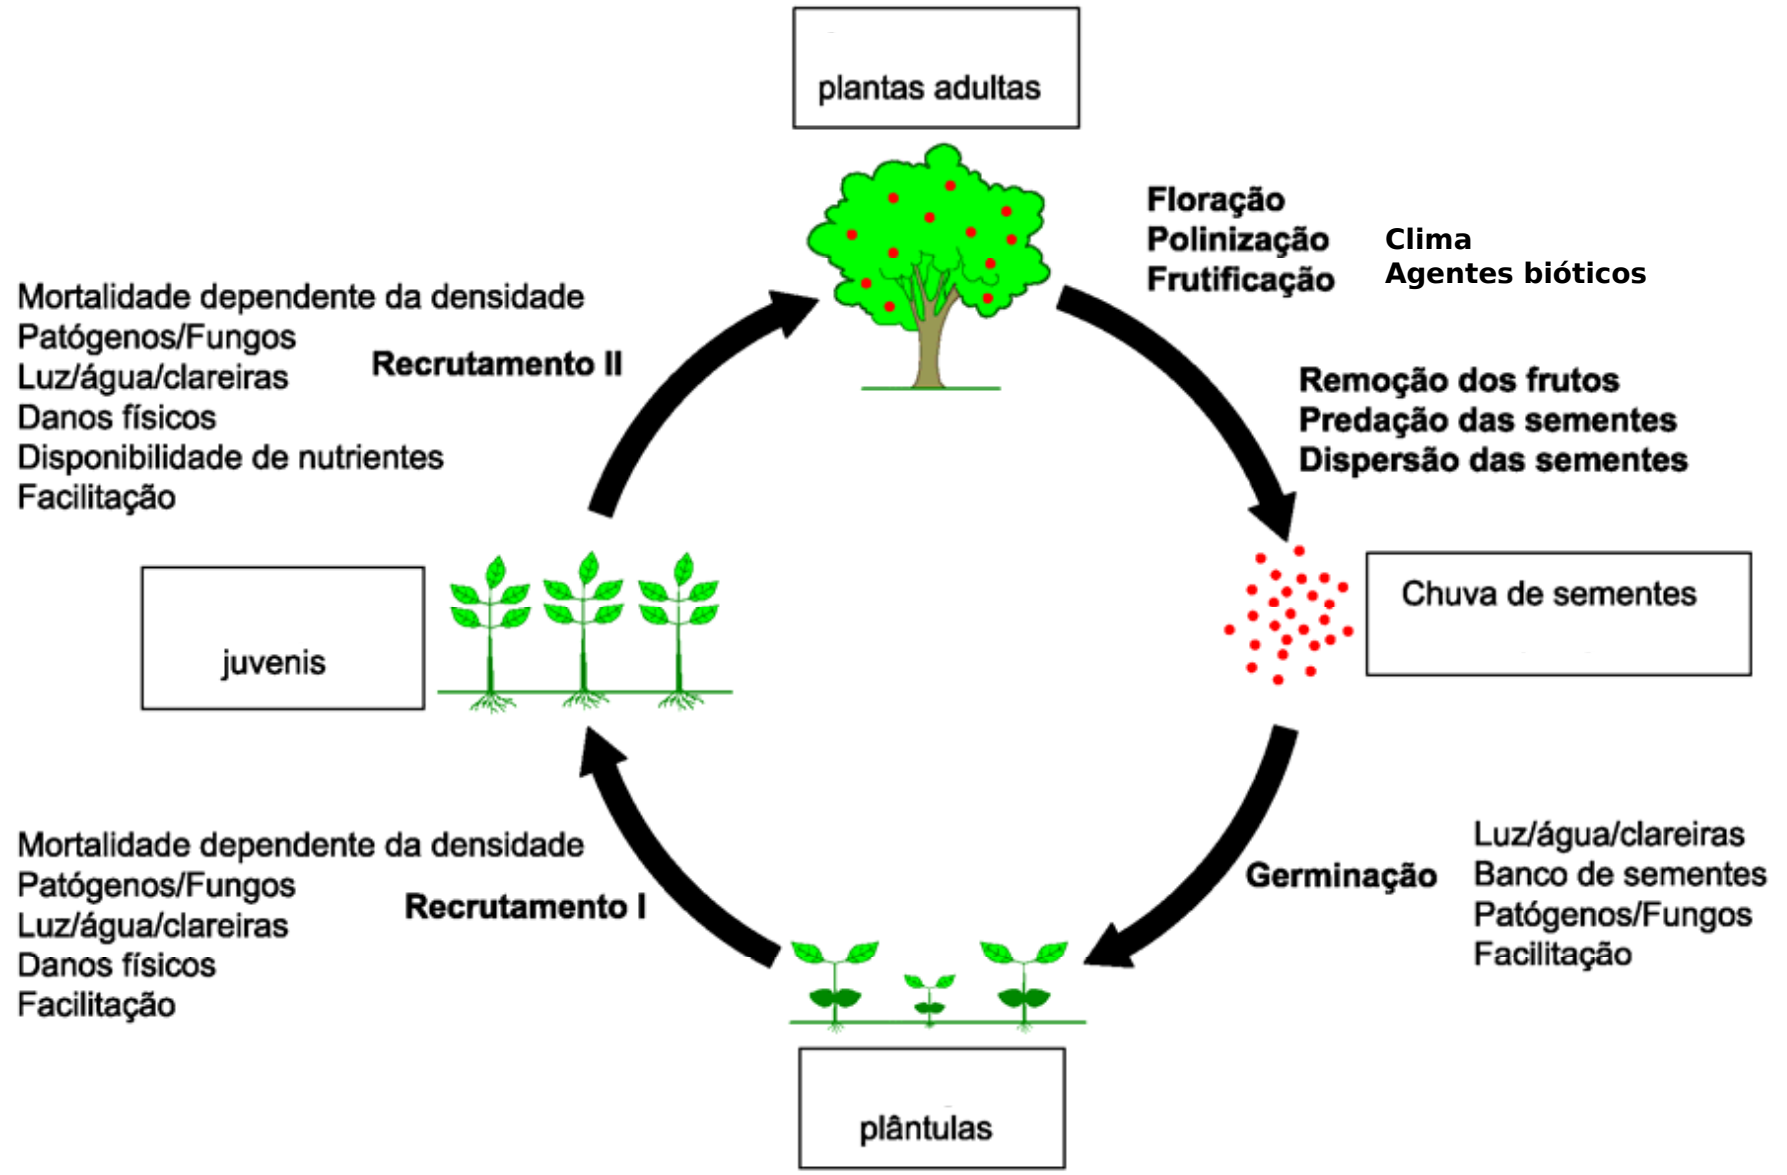 plantas adultas
Floração
Polinização
Frutificação
Clima
Agentes bióticos
Remoção dos frutos
Predação das sementes
Dispersão das sementes
Chuva de sementes
Germinação
Luz/água/clareiras
Banco de sementes
Patógenos/Fungos
Facilitação
plântulas
Recrutamento I
Mortalidade dependente da densidade
Patógenos/Fungos
Luz/água/clareiras
Danos físicos
Facilitação
juvenis
Recrutamento II
Mortalidade dependente da densidade
Patógenos/Fungos
Luz/água/clareiras
Danos físicos
Disponibilidade de nutrientes
Facilitação